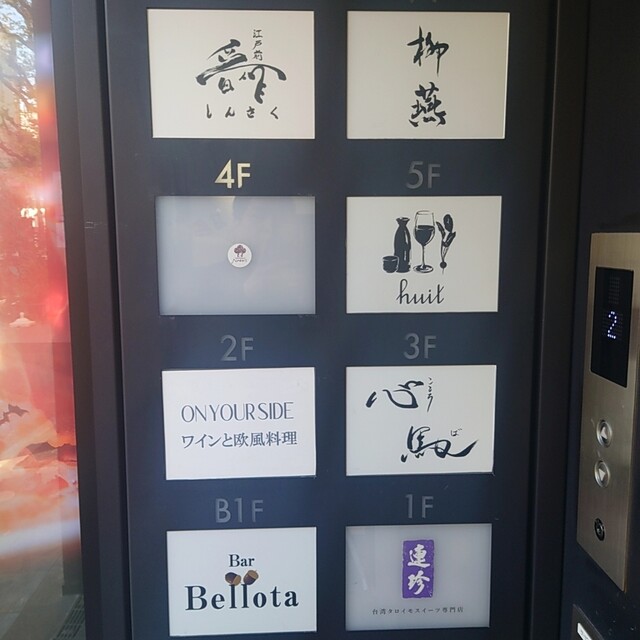 江戸前
晋作
しんさく
柳
燕
4F
5F
huit
2F
3F
ON YOUR SIDE
ワインと欧風料理
心
こころ
馬
ば
B1F
1F
Bar
Bellota
連
珍
台湾タロイモスイーツ専門店
2